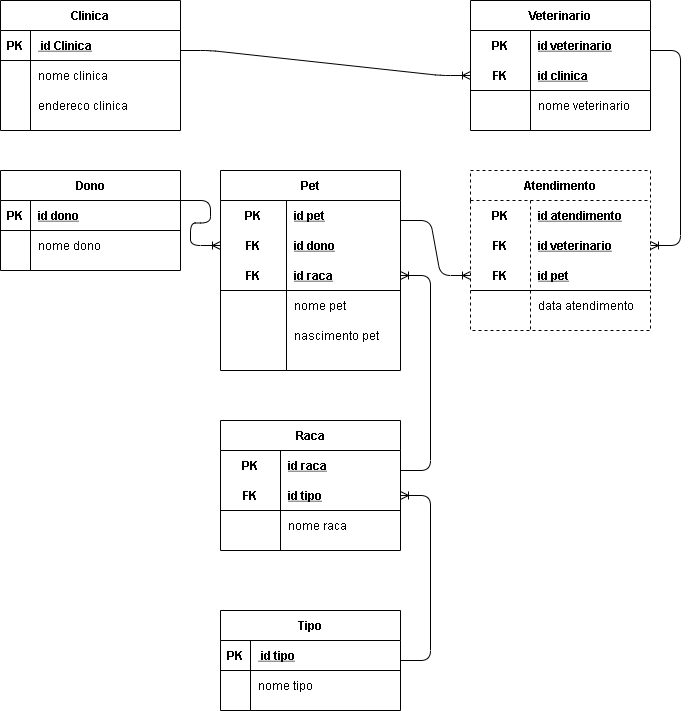 Clinica
PK id Clinica
nome clinica
endereco clinica
Veterinario
PK id veterinario
FK id clinica
nome veterinario
Dono
PK id dono
nome dono
Pet
PK id pet
FK id dono
FK id raca
nome pet
nascimento pet
Atendimento
PK id atendimento
FK id veterinario
FK id pet
data atendimento
Raca
PK id raca
FK id tipo
nome raca
Tipo
PK id tipo
nome tipo